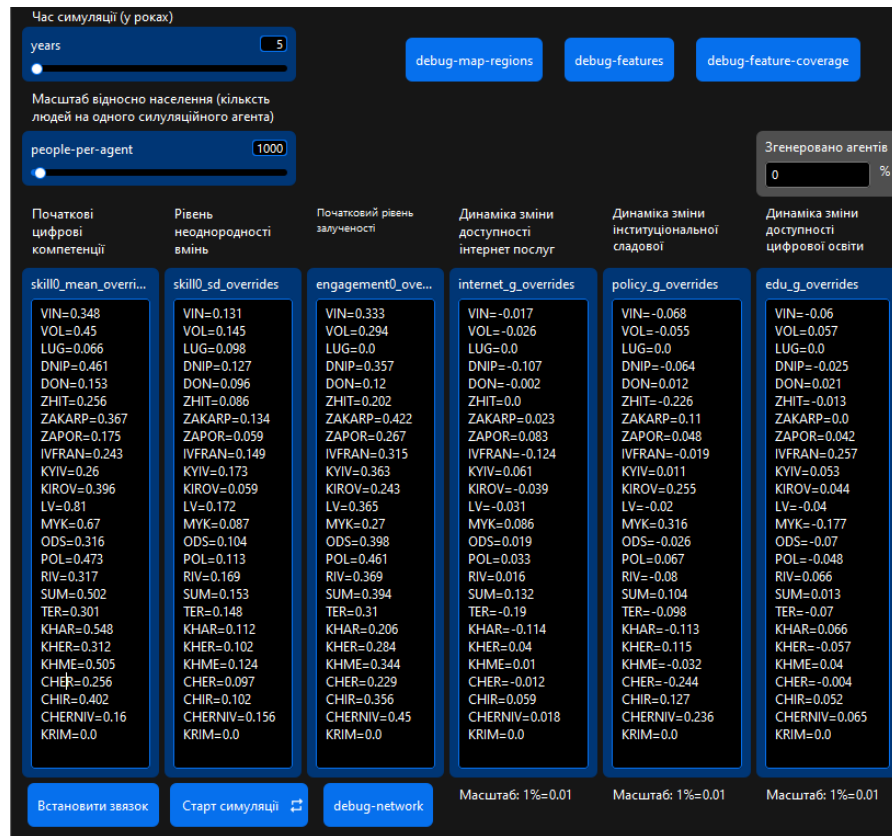 Час симуляції (у роках)
years 5
debug-map-regions debug-features debug-feature-coverage
Масштаб відносно населення (кільксть
людей на одного силуляційного агента)
people-per-agent 1000
Згенеровано агентів
0 %
Початкові
цифрові
компетенції
Рівень
неоднорідності
вмінь
Початковий рівень
залученості
Динаміка зміни
доступності
інтернет послуг
Динаміка зміни
інституціональної
сладової
Динаміка зміни
доступності
цифрової освіти
skill0_mean_overri...
VIN=0.348
VOL=0.45
LUG=0.066
DNIP=0.461
DON=0.153
ZHIT=0.256
ZAKARP=0.367
ZAPOR=0.175
IVFRAN=0.243
KYIV=0.26
KIROV=0.396
LV=0.81
MYK=0.67
ODS=0.316
POL=0.473
RIV=0.317
SUM=0.502
TER=0.301
KHAR=0.548
KHER=0.312
KHME=0.505
CHER=0.256
CHIR=0.402
CHERNIV=0.16
KRIM=0.0
skill0_sd_overrides
VIN=0.131
VOL=0.145
LUG=0.098
DNIP=0.127
DON=0.096
ZHIT=0.086
ZAKARP=0.134
ZAPOR=0.059
IVFRAN=0.149
KYIV=0.173
KIROV=0.059
LV=0.172
MYK=0.087
ODS=0.104
POL=0.113
RIV=0.169
SUM=0.153
TER=0.148
KHAR=0.112
KHER=0.102
KHME=0.124
CHER=0.097
CHIR=0.102
CHERNIV=0.156
KRIM=0.0
engagement0_ove...
VIN=0.333
VOL=0.294
LUG=0.0
DNIP=0.357
DON=0.12
ZHIT=0.202
ZAKARP=0.422
ZAPOR=0.267
IVFRAN=0.315
KYIV=0.363
KIROV=0.243
LV=0.365
MYK=0.27
ODS=0.398
POL=0.461
RIV=0.369
SUM=0.394
TER=0.31
KHAR=0.206
KHER=0.284
KHME=0.344
CHER=0.229
CHIR=0.356
CHERNIV=0.45
KRIM=0.0
internet_g_overrides
VIN=-0.017
VOL=-0.026
LUG=0.0
DNIP=-0.107
DON=-0.002
ZHIT=0.0
ZAKARP=0.023
ZAPOR=0.083
IVFRAN=-0.124
KYIV=0.061
KIROV=-0.039
LV=-0.031
MYK=0.086
ODS=0.019
POL=0.033
RIV=0.016
SUM=0.132
TER=-0.19
KHAR=-0.114
KHER=0.04
KHME=0.01
CHER=-0.012
CHIR=0.059
CHERNIV=0.018
KRIM=0.0
policy_g_overrides
VIN=-0.068
VOL=-0.055
LUG=0.0
DNIP=-0.064
DON=0.012
ZHIT=-0.226
ZAKARP=0.11
ZAPOR=0.048
IVFRAN=-0.019
KYIV=0.011
KIROV=0.255
LV=-0.02
MYK=0.316
ODS=-0.026
POL=0.067
RIV=-0.08
SUM=0.104
TER=-0.098
KHAR=-0.113
KHER=0.115
KHME=-0.032
CHER=-0.244
CHIR=0.127
CHERNIV=0.236
KRIM=0.0
edu_g_overrides
VIN=-0.06
VOL=0.057
LUG=0.0
DNIP=-0.025
DON=0.021
ZHIT=-0.013
ZAKARP=0.0
ZAPOR=0.042
IVFRAN=0.257
KYIV=0.053
KIROV=0.044
LV=-0.04
MYK=-0.177
ODS=-0.07
POL=-0.048
RIV=0.066
SUM=0.013
TER=-0.07
KHAR=0.066
KHER=-0.057
KHME=0.04
CHER=-0.004
CHIR=0.052
CHERNIV=0.065
KRIM=0.0
Встановити звязок Старт симуляції debug-network Масштаб: 1%=0.01 Масштаб: 1%=0.01 Масштаб: 1%=0.01